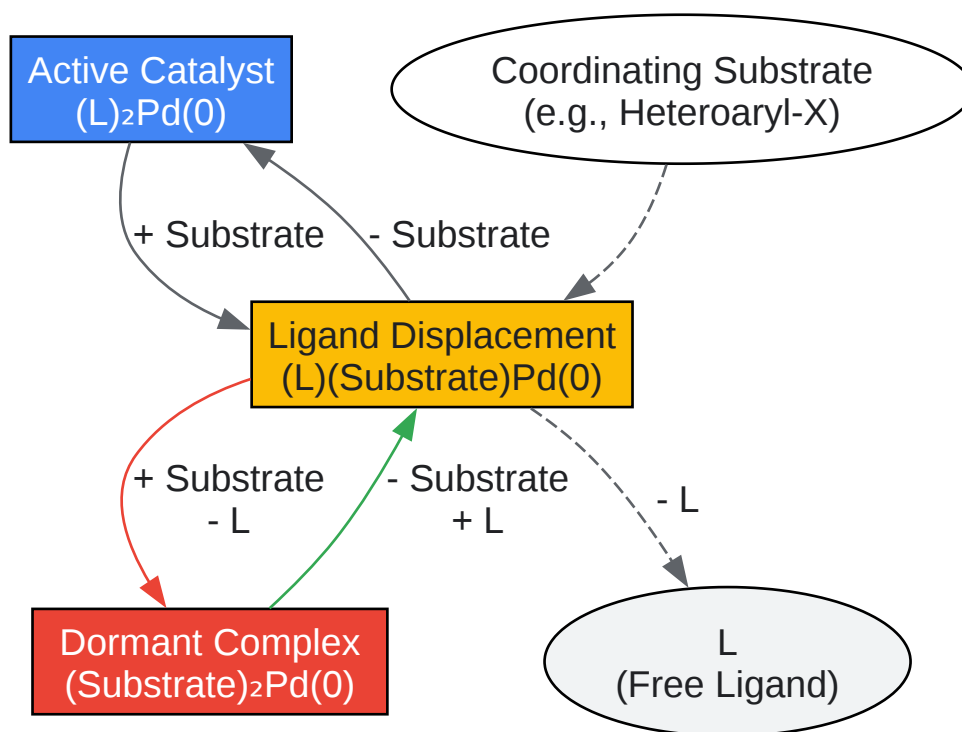 Active Catalyst
(L)₂Pd(0)
Coordinating Substrate
(e.g., Heteroaryl-X)
+ Substrate
- Substrate
Ligand Displacement
(L)(Substrate)Pd(0)
+ Substrate
- L
- Substrate
+ L
- L
Dormant Complex
(Substrate)₂Pd(0)
L
(Free Ligand)